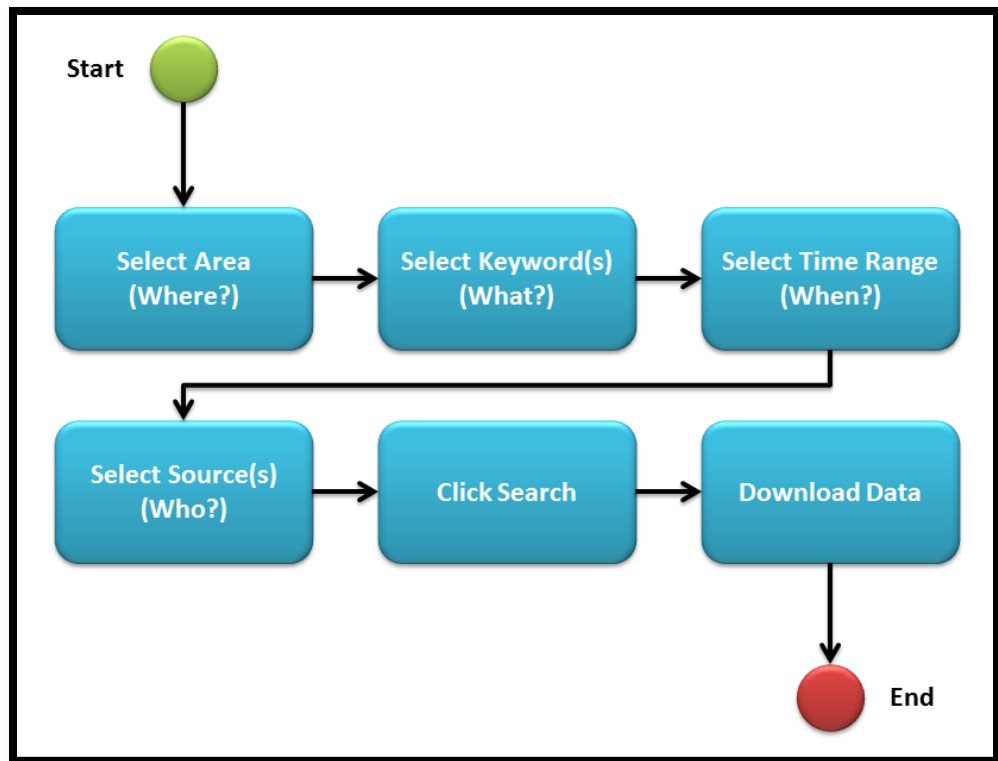 Start
Select Area
(Where?)
Select Keyword(s)
(What?)
Select Time Range
(When?)
Select Source(s)
(Who?)
Click Search
Download Data
End